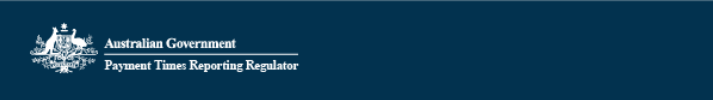 Australian Government
Payment Times Reporting Regulator